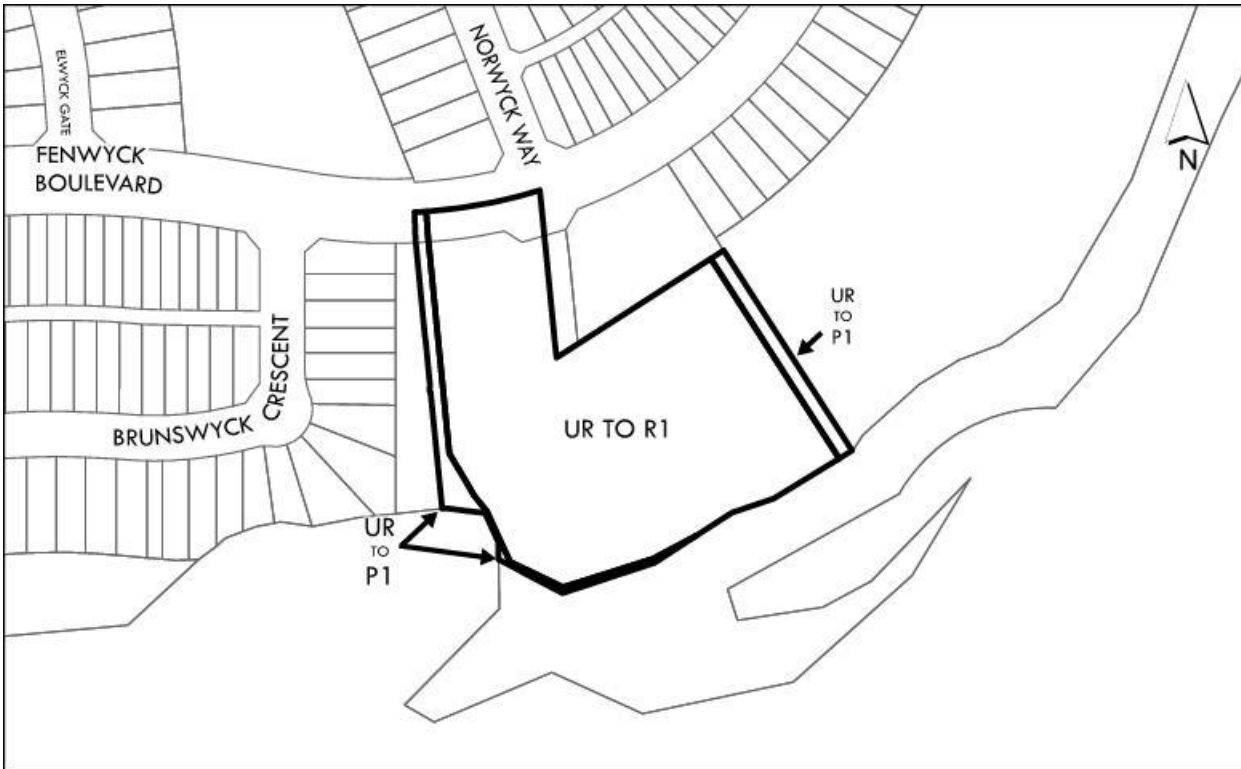 ELWYCK GATE
NORWYCK WAY
FENWYCK
BOULEVARD
N
UR
TO
P1
CRESCENT
UR TO R1
BRUNSWYCK
UR
TO
P1